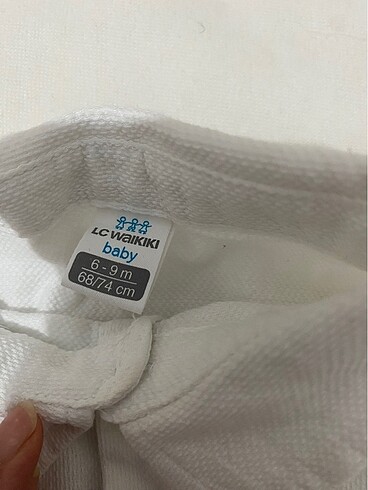 LC WAIKIKI
baby
6 - 9 m
68/74 cm